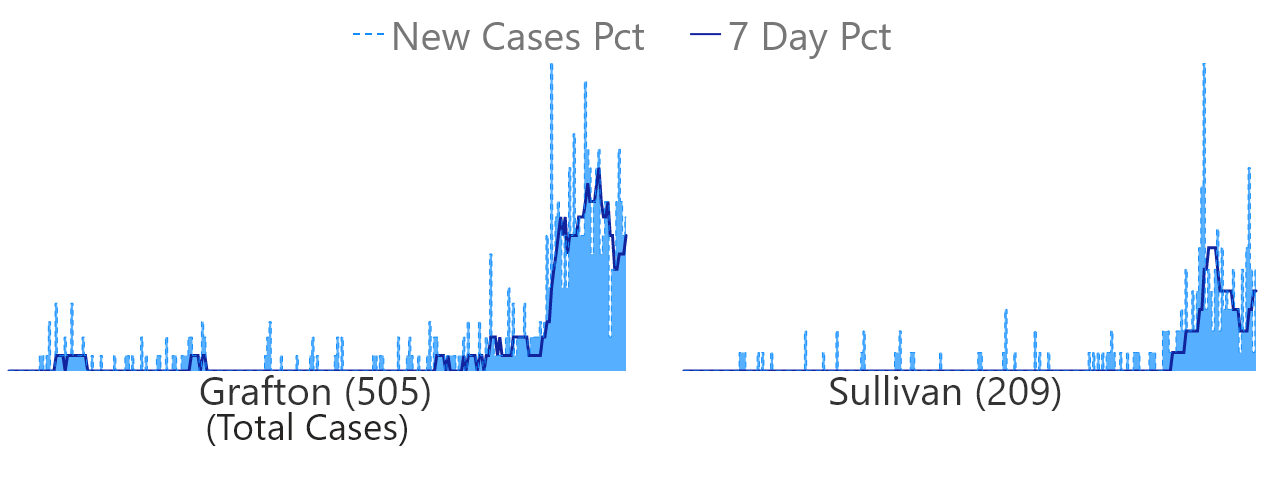 New Cases Pct 7 Day Pct
Grafton (505)
(Total Cases)
Sullivan (209)